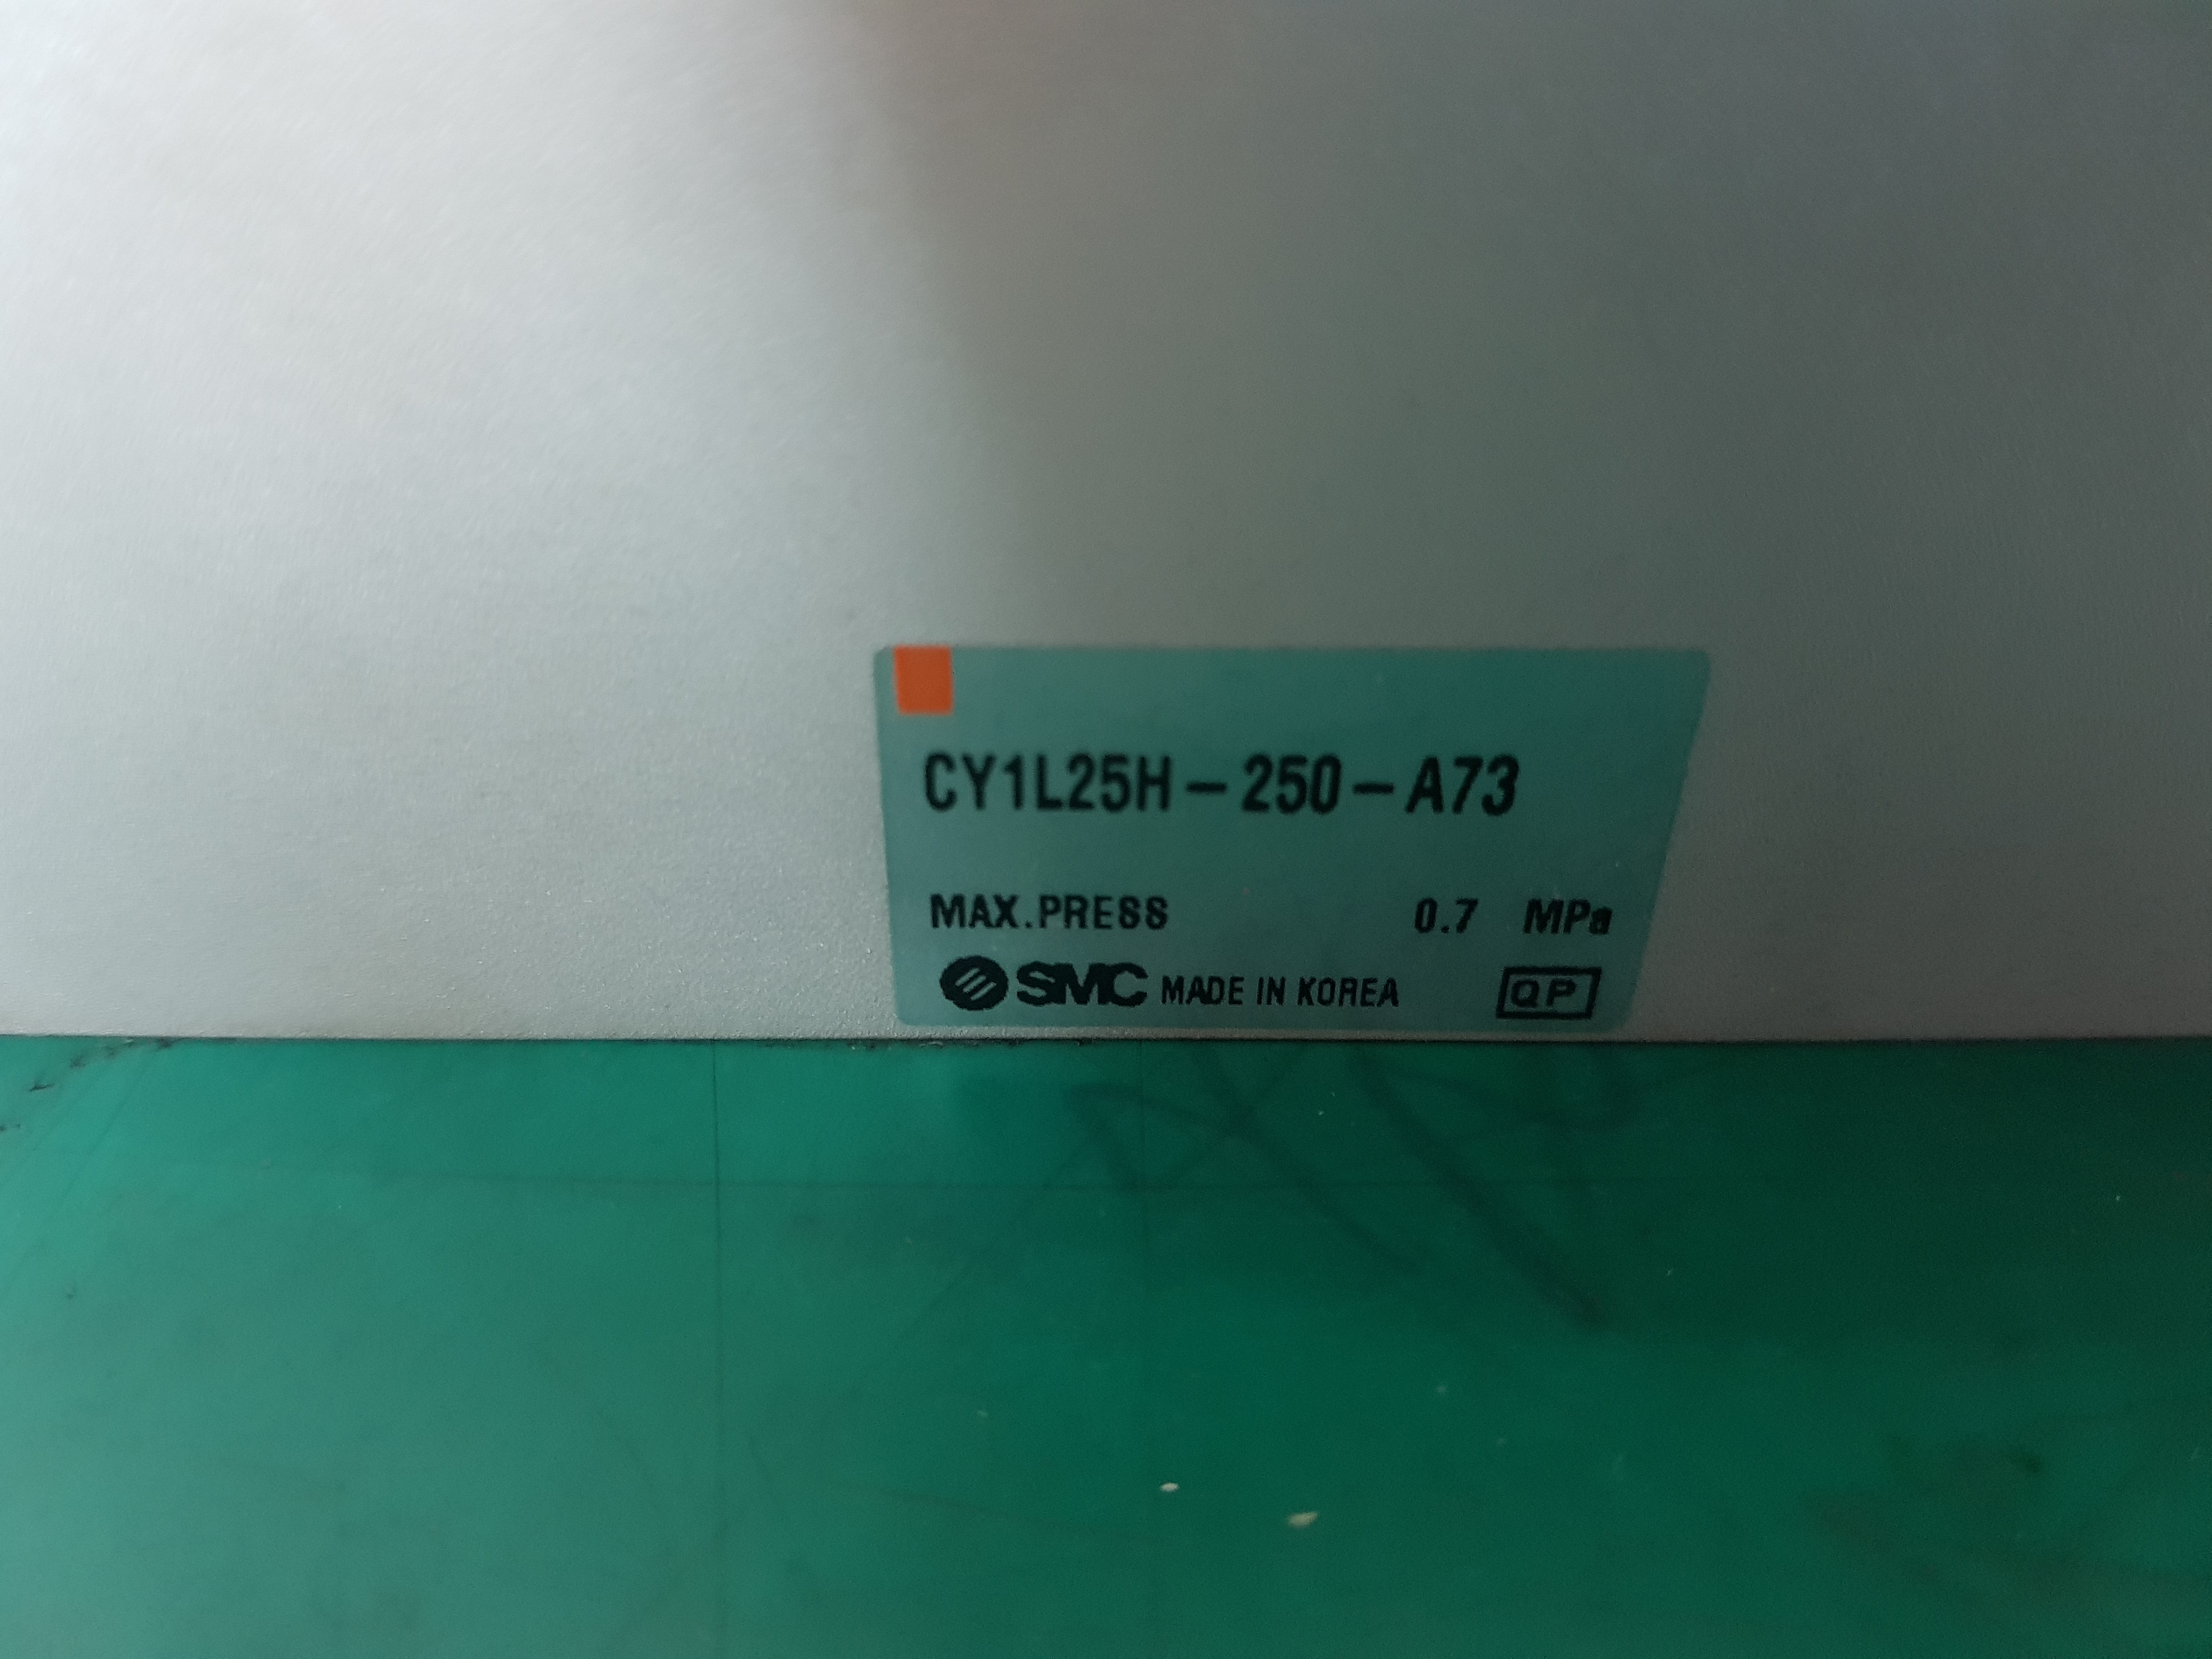 CY1L25H-250-A73
MAX.PRESS 0.7 MPa
SMC MADE IN KOREA QP